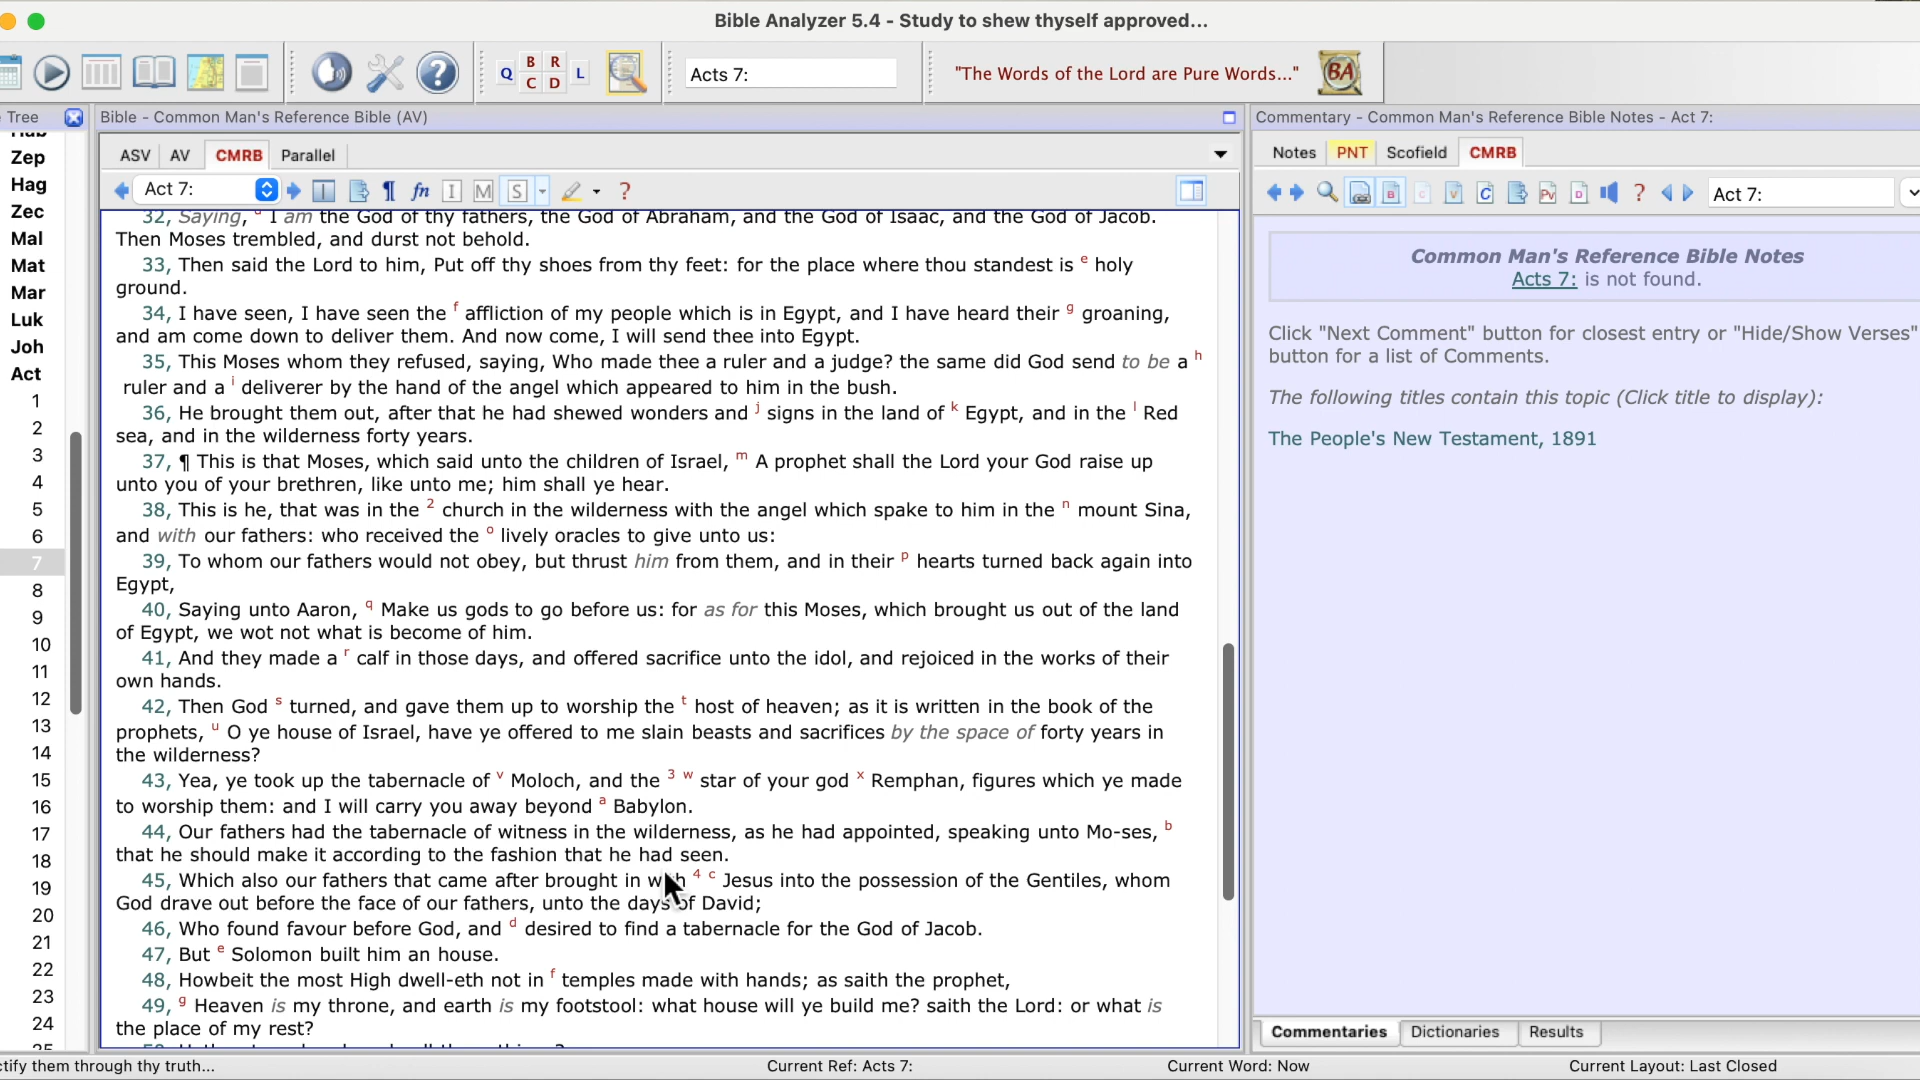 Bible Analyzer 5.4 - Study to shew thyself approved...
Q B R C D L
Acts 7:
"The Words of the Lord are Pure Words..."
BA
Tree
Bible - Common Man's Reference Bible (AV)
Commentary - Common Man's Reference Bible Notes - Act 7:
ASV AV CMRB Parallel
Notes PNT Scofield CMRB
Act 7:
fn I M S ?
B C V C Pv D ? Act 7:
Hab
Zep
Hag
Zec
Mal
Mat
Mar
Luk
Joh
Act
1
2
3
4
5
6
7
8
9
10
11
12
13
14
15
16
17
18
19
20
21
22
23
24
25
32, Saying, I am the God of thy fathers, the God of Abraham, and the God of Isaac, and the God of Jacob.
Then Moses trembled, and durst not behold.
33, Then said the Lord to him, Put off thy shoes from thy feet: for the place where thou standest is e holy
ground.
34, I have seen, I have seen the f affliction of my people which is in Egypt, and I have heard their g groaning,
and am come down to deliver them. And now come, I will send thee into Egypt.
35, This Moses whom they refused, saying, Who made thee a ruler and a judge? the same did God send to be a h
ruler and a i deliverer by the hand of the angel which appeared to him in the bush.
36, He brought them out, after that he had shewed wonders and j signs in the land of k Egypt, and in the l Red
sea, and in the wilderness forty years.
37, ¶ This is that Moses, which said unto the children of Israel, m A prophet shall the Lord your God raise up
unto you of your brethren, like unto me; him shall ye hear.
38, This is he, that was in the 2 church in the wilderness with the angel which spake to him in the n mount Sina,
and with our fathers: who received the o lively oracles to give unto us:
39, To whom our fathers would not obey, but thrust him from them, and in their p hearts turned back again into
Egypt,
40, Saying unto Aaron, q Make us gods to go before us: for as for this Moses, which brought us out of the land
of Egypt, we wot not what is become of him.
41, And they made a r calf in those days, and offered sacrifice unto the idol, and rejoiced in the works of their
own hands.
42, Then God s turned, and gave them up to worship the t host of heaven; as it is written in the book of the
prophets, u O ye house of Israel, have ye offered to me slain beasts and sacrifices by the space of forty years in
the wilderness?
43, Yea, ye took up the tabernacle of v Moloch, and the 3 w star of your god x Remphan, figures which ye made
to worship them: and I will carry you away beyond a Babylon.
44, Our fathers had the tabernacle of witness in the wilderness, as he had appointed, speaking unto Mo-ses, b
that he should make it according to the fashion that he had seen.
45, Which also our fathers that came after brought in with 4 c Jesus into the possession of the Gentiles, whom
God drave out before the face of our fathers, unto the days of David;
46, Who found favour before God, and d desired to find a tabernacle for the God of Jacob.
47, But e Solomon built him an house.
48, Howbeit the most High dwell-eth not in f temples made with hands; as saith the prophet,
49, g Heaven is my throne, and earth is my footstool: what house will ye build me? saith the Lord: or what is
the place of my rest?
Common Man's Reference Bible Notes
Acts 7: is not found.
Click "Next Comment" button for closest entry or "Hide/Show Verses"
button for a list of Comments.
The following titles contain this topic (Click title to display):
The People's New Testament, 1891
Commentaries Dictionaries Results
ctify them through thy truth...
Current Ref: Acts 7:
Current Word: Now
Current Layout: Last Closed